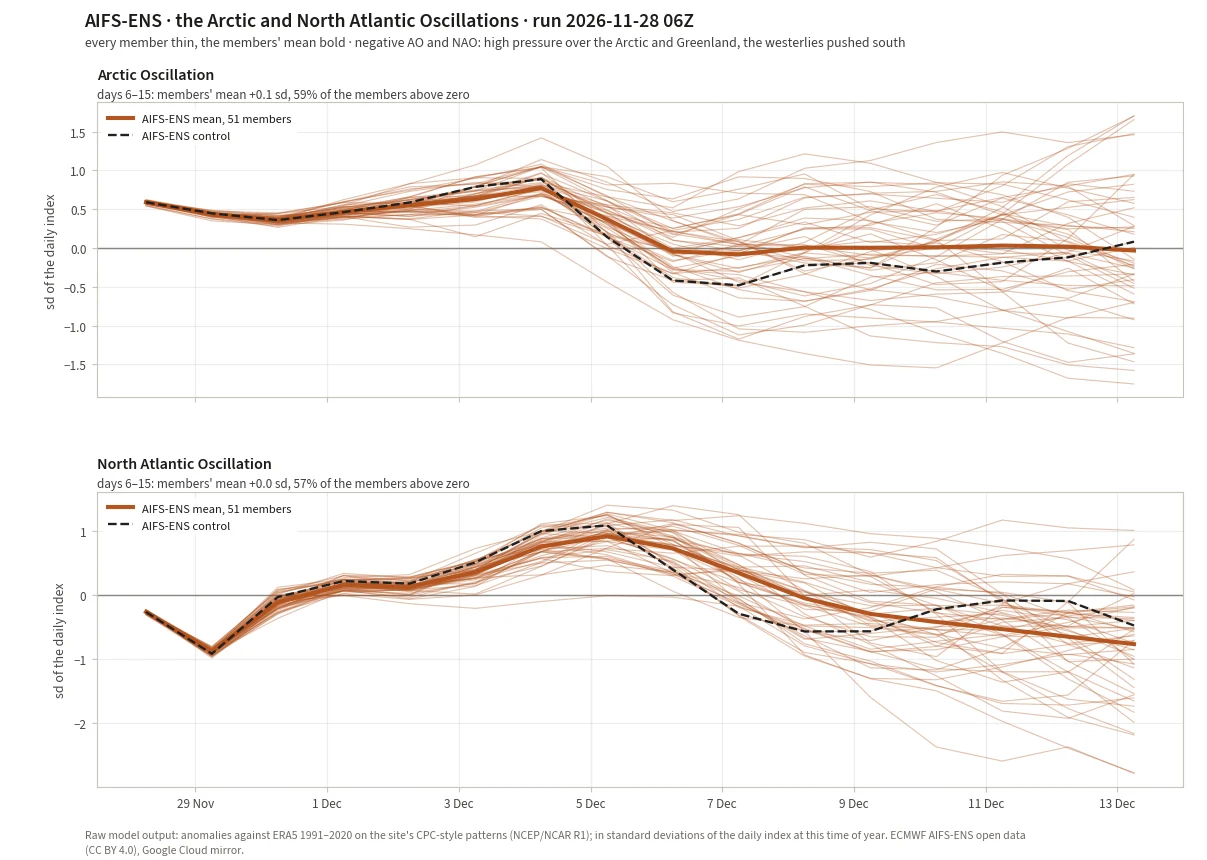 AIFS-ENS · the Arctic and North Atlantic Oscillations · run 2026-11-28 06Z
every member thin, the members' mean bold · negative AO and NAO: high pressure over the Arctic and Greenland, the westerlies pushed south
Arctic Oscillation
days 6–15: members' mean +0.1 sd, 59% of the members above zero
AIFS-ENS mean, 51 members
AIFS-ENS control
sd of the daily index
1.5
1.0
0.5
0.0
−0.5
−1.0
−1.5
North Atlantic Oscillation
days 6–15: members' mean +0.0 sd, 57% of the members above zero
AIFS-ENS mean, 51 members
AIFS-ENS control
sd of the daily index
1
0
−1
−2
29 Nov
1 Dec
3 Dec
5 Dec
7 Dec
9 Dec
11 Dec
13 Dec
Raw model output: anomalies against ERA5 1991–2020 on the site's CPC-style patterns (NCEP/NCAR R1); in standard deviations of the daily index at this time of year. ECMWF AIFS-ENS open data
(CC BY 4.0), Google Cloud mirror.